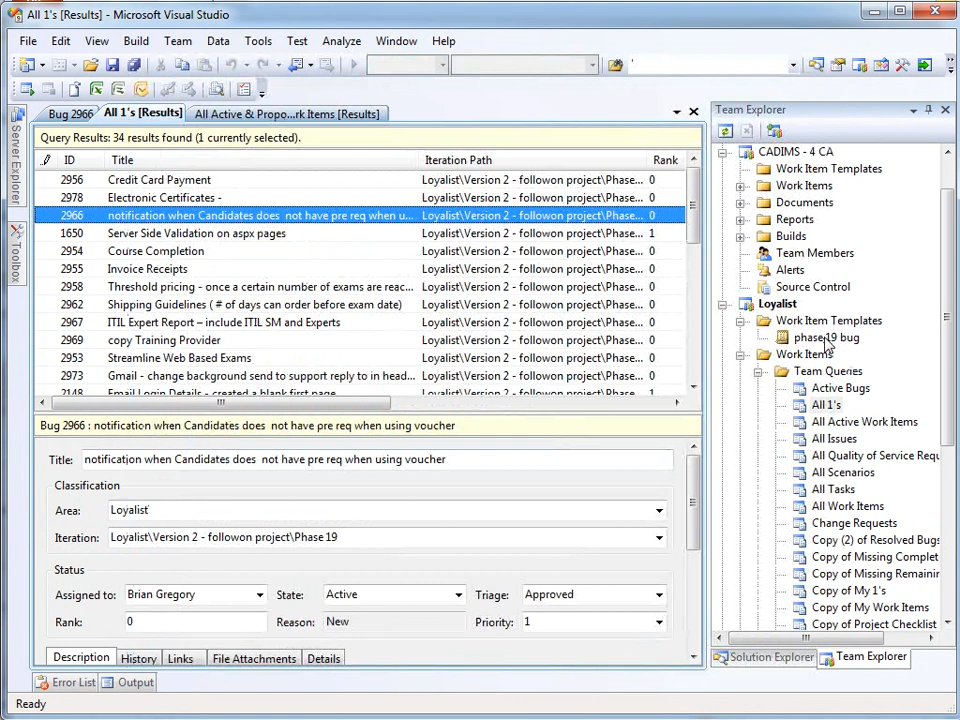 All 1's [Results] - Microsoft Visual Studio
File Edit View Build Team Data Tools Test Analyze Window Help
Bug 2966 All 1's [Results] All Active & Propo...rk Items [Results]
Query Results: 34 results found (1 currently selected).
ID Title Iteration Path Rank
2956 Credit Card Payment Loyalist\Version 2 - followon project\Phase... 0
2978 Electronic Certificates - Loyalist\Version 2 - followon project\Phase... 0
2966 notification when Candidates does  not have pre req when u... Loyalist\Version 2 - followon project\Phase... 0
1650 Server Side Validation on aspx pages Loyalist\Version 2 - followon project\Phase... 1
2954 Course Completion Loyalist\Version 2 - followon project\Phase... 0
2955 Invoice Receipts Loyalist\Version 2 - followon project\Phase... 0
2958 Threshold pricing - once a certain number of exams are reac... Loyalist\Version 2 - followon project\Phase... 0
2962 Shipping Guidelines ( # of days can order before exam date) Loyalist\Version 2 - followon project\Phase... 0
2967 ITIL Expert Report – include ITIL SM and Experts Loyalist\Version 2 - followon project\Phase... 0
2969 copy Training Provider Loyalist\Version 2 - followon project\Phase... 0
2953 Streamline Web Based Exams Loyalist\Version 2 - followon project\Phase... 0
2973 Gmail - change background send to support reply to in head... Loyalist\Version 2 - followon project\Phase... 0
2148 Email Login Details - created a blank first page Loyalist\Version 2 - followon project\Phase... 1
Bug 2966 : notification when Candidates does  not have pre req when using voucher
Title: notification when Candidates does  not have pre req when using voucher
Classification
Area: Loyalist
Iteration: Loyalist\Version 2 - followon project\Phase 19
Status
Assigned to: Brian Gregory State: Active Triage: Approved
Rank: 0 Reason: New Priority: 1
Description History Links File Attachments Details
Error List Output
Ready
Server Explorer
Toolbox
Team Explorer
CADIMS - 4 CA
Work Item Templates
Work Items
Documents
Reports
Builds
Team Members
Alerts
Source Control
Loyalist
Work Item Templates
phase 19 bug
Work Items
Team Queries
Active Bugs
All 1's
All Active Work Items
All Issues
All Quality of Service Requ
All Scenarios
All Tasks
All Work Items
Change Requests
Copy (2) of Resolved Bugs
Copy of Missing Complet
Copy of Missing Remainin
Copy of My 1's
Copy of My Work Items
Copy of Project Checklist
Solution Explorer Team Explorer